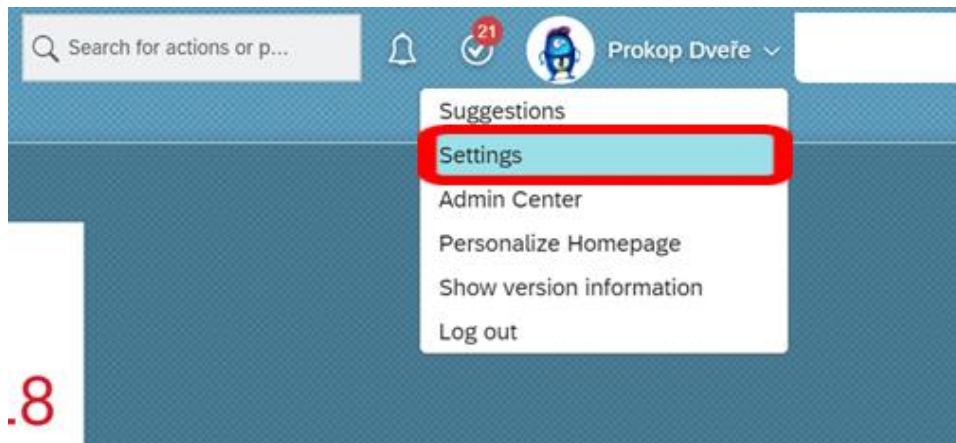 Search for actions or p...
21
Prokop Dveře
Suggestions
Settings
Admin Center
Personalize Homepage
Show version information
Log out
.8